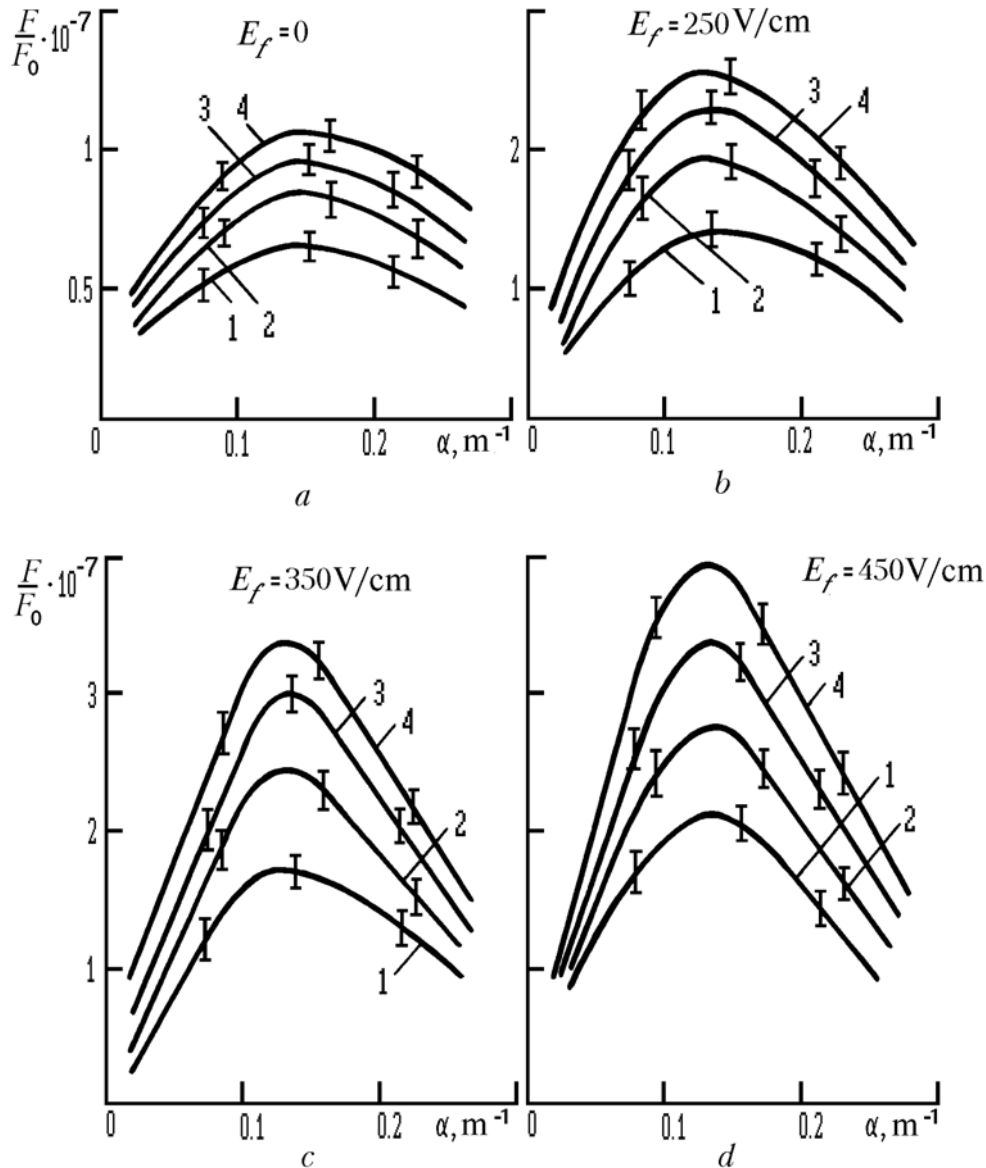 F/F₀ · 10⁻⁷
E_f = 0
1
0.5
3 4
1 2
0 0.1 0.2 α, m⁻¹
a
E_f = 250 V/cm
2
1
3
4
1 2
0 0.1 0.2 α, m⁻¹
b
F/F₀ · 10⁻⁷
E_f = 350 V/cm
3
2
1
3
4
2
1
0 0.1 0.2 α, m⁻¹
c
E_f = 450 V/cm
3
4
1
2
0 0.1 0.2 α, m⁻¹
d